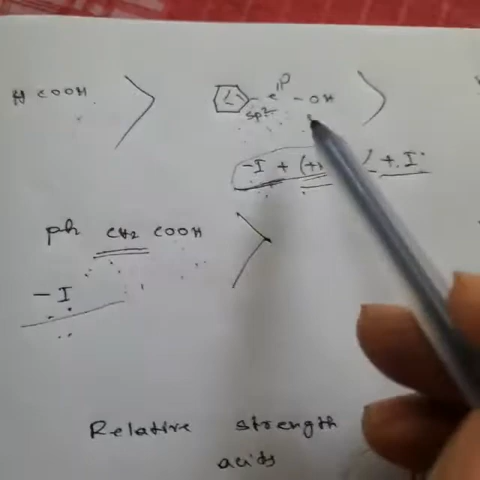 H COOH > C - OH >
sp²
-I + + I
ph CH2 COOH >
-I
Relative strength
acids